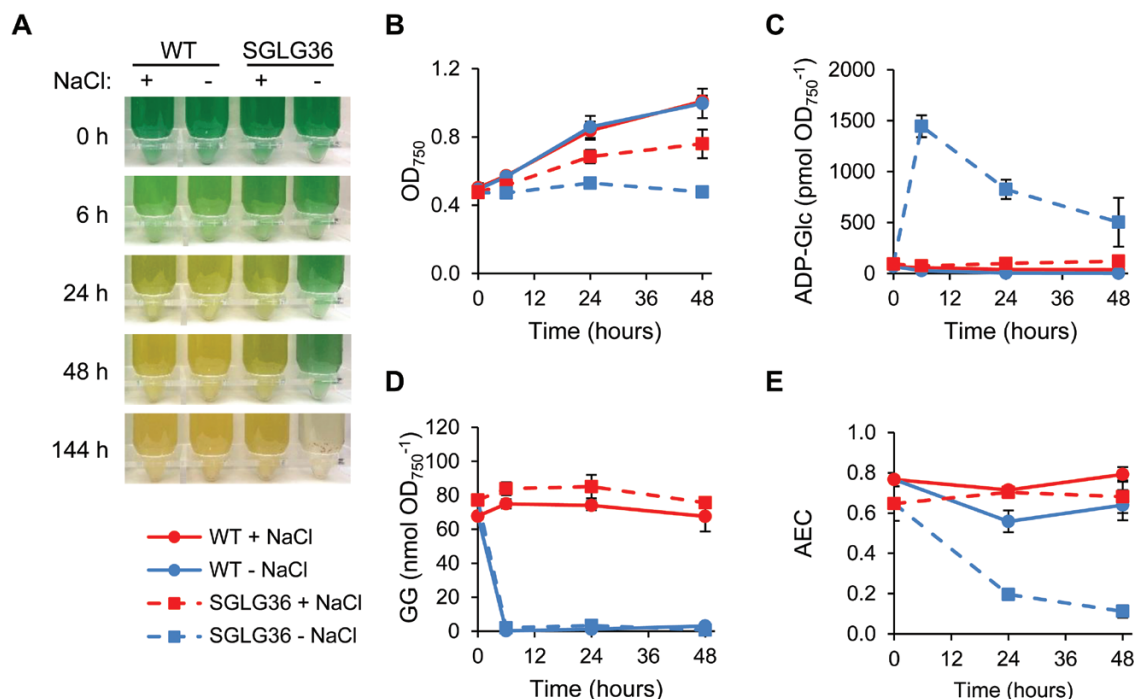 A
WT SGLG36
NaCl: + - + -
0 h
6 h
24 h
48 h
144 h
WT + NaCl
WT - NaCl
SGLG36 + NaCl
SGLG36 - NaCl
B
OD750
1.2
0.8
0.4
0.0
0 12 24 36 48
Time (hours)
C
ADP-Glc (pmol OD750-1)
2000
1500
1000
500
0
0 12 24 36 48
Time (hours)
D
GG (nmol OD750-1)
120
100
80
60
40
20
0
0 12 24 36 48
Time (hours)
E
AEC
1.0
0.8
0.6
0.4
0.2
0.0
0 12 24 36 48
Time (hours)